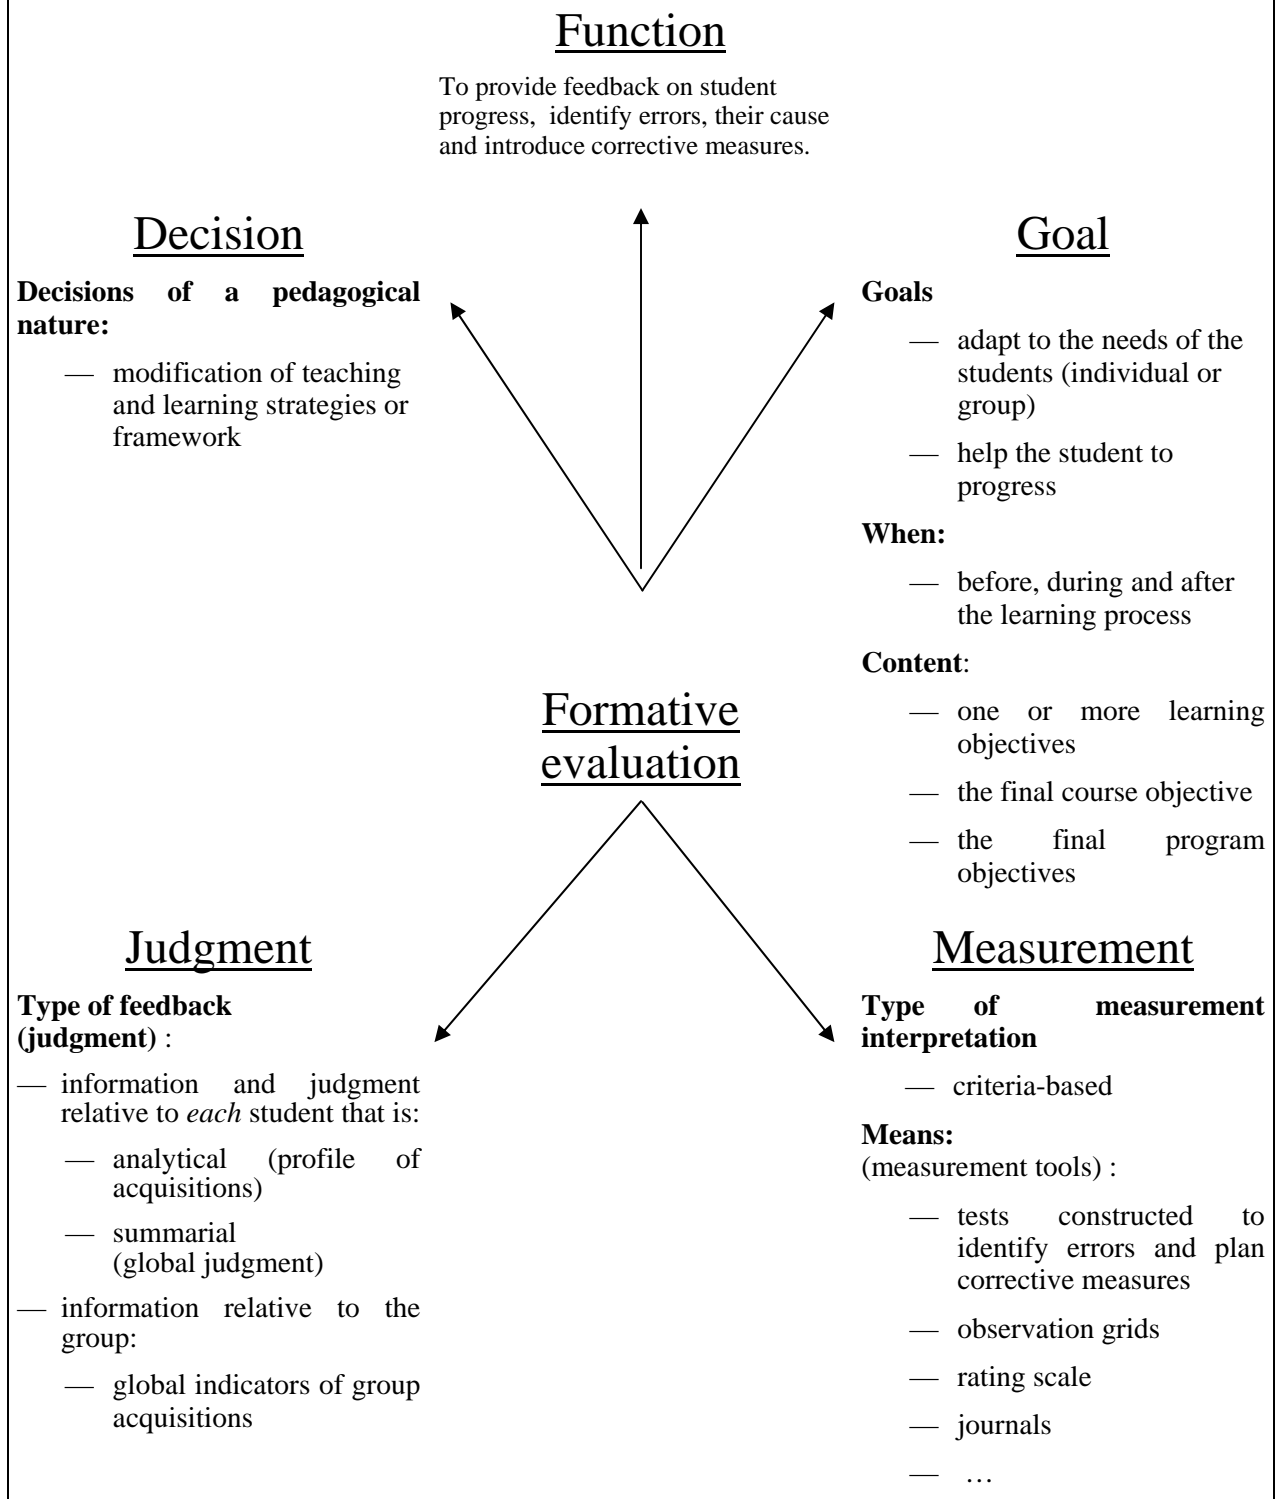 Function
To provide feedback on student
progress, identify errors, their cause
and introduce corrective measures.
Decision
Decisions of a pedagogical
nature:
— modification of teaching
and learning strategies or
framework
Goal
Goals
— adapt to the needs of the
students (individual or
group)
— help the student to
progress
When:
— before, during and after
the learning process
Content:
— one or more learning
objectives
— the final course objective
— the final program
objectives
Formative
evaluation
Judgment
Type of feedback
(judgment) :
— information and judgment
relative to each student that is:
— analytical (profile of
acquisitions)
— summarial
(global judgment)
— information relative to the
group:
— global indicators of group
acquisitions
Measurement
Type of measurement
interpretation
— criteria-based
Means:
(measurement tools) :
— tests constructed to
identify errors and plan
corrective measures
— observation grids
— rating scale
— journals
— …